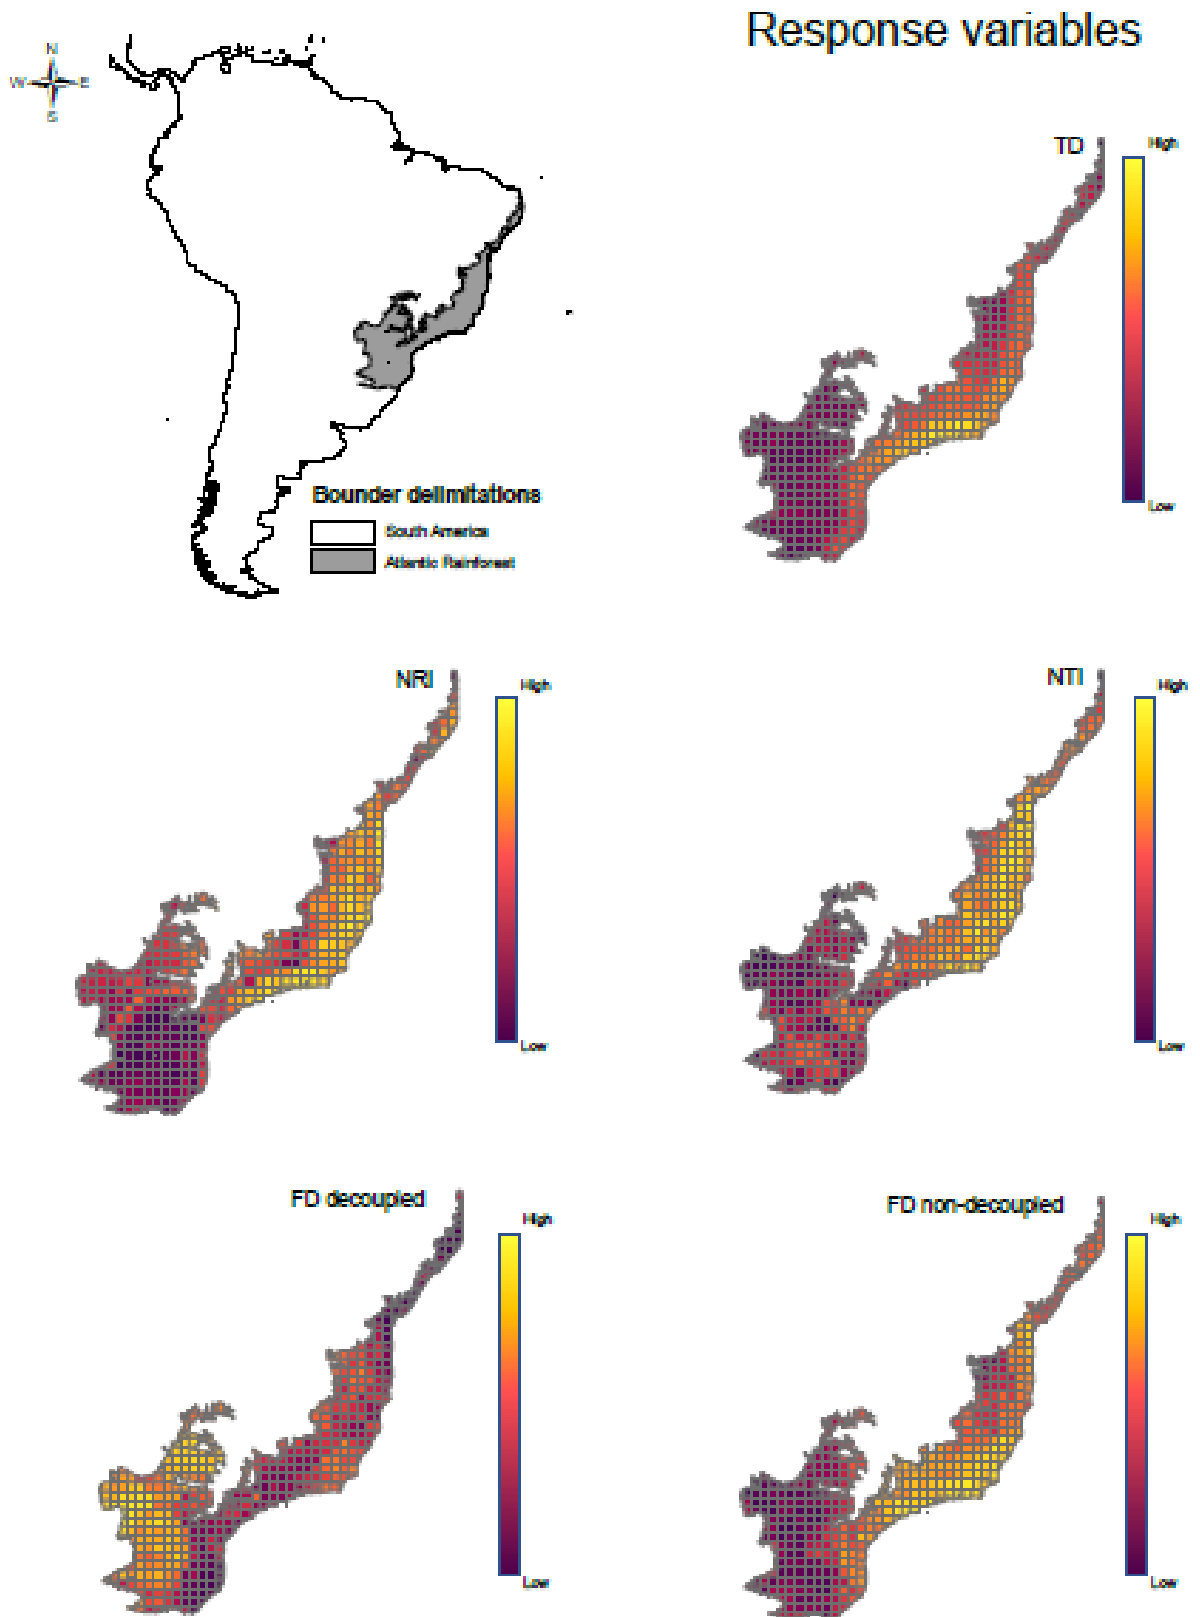 Response variables
N
W E
S
TD
High
Low
Bounder delimitations
South America
Atlantic Rainforest
NRI
High
Low
NTI
High
Low
FD decoupled
High
Low
FD non-decoupled
High
Low